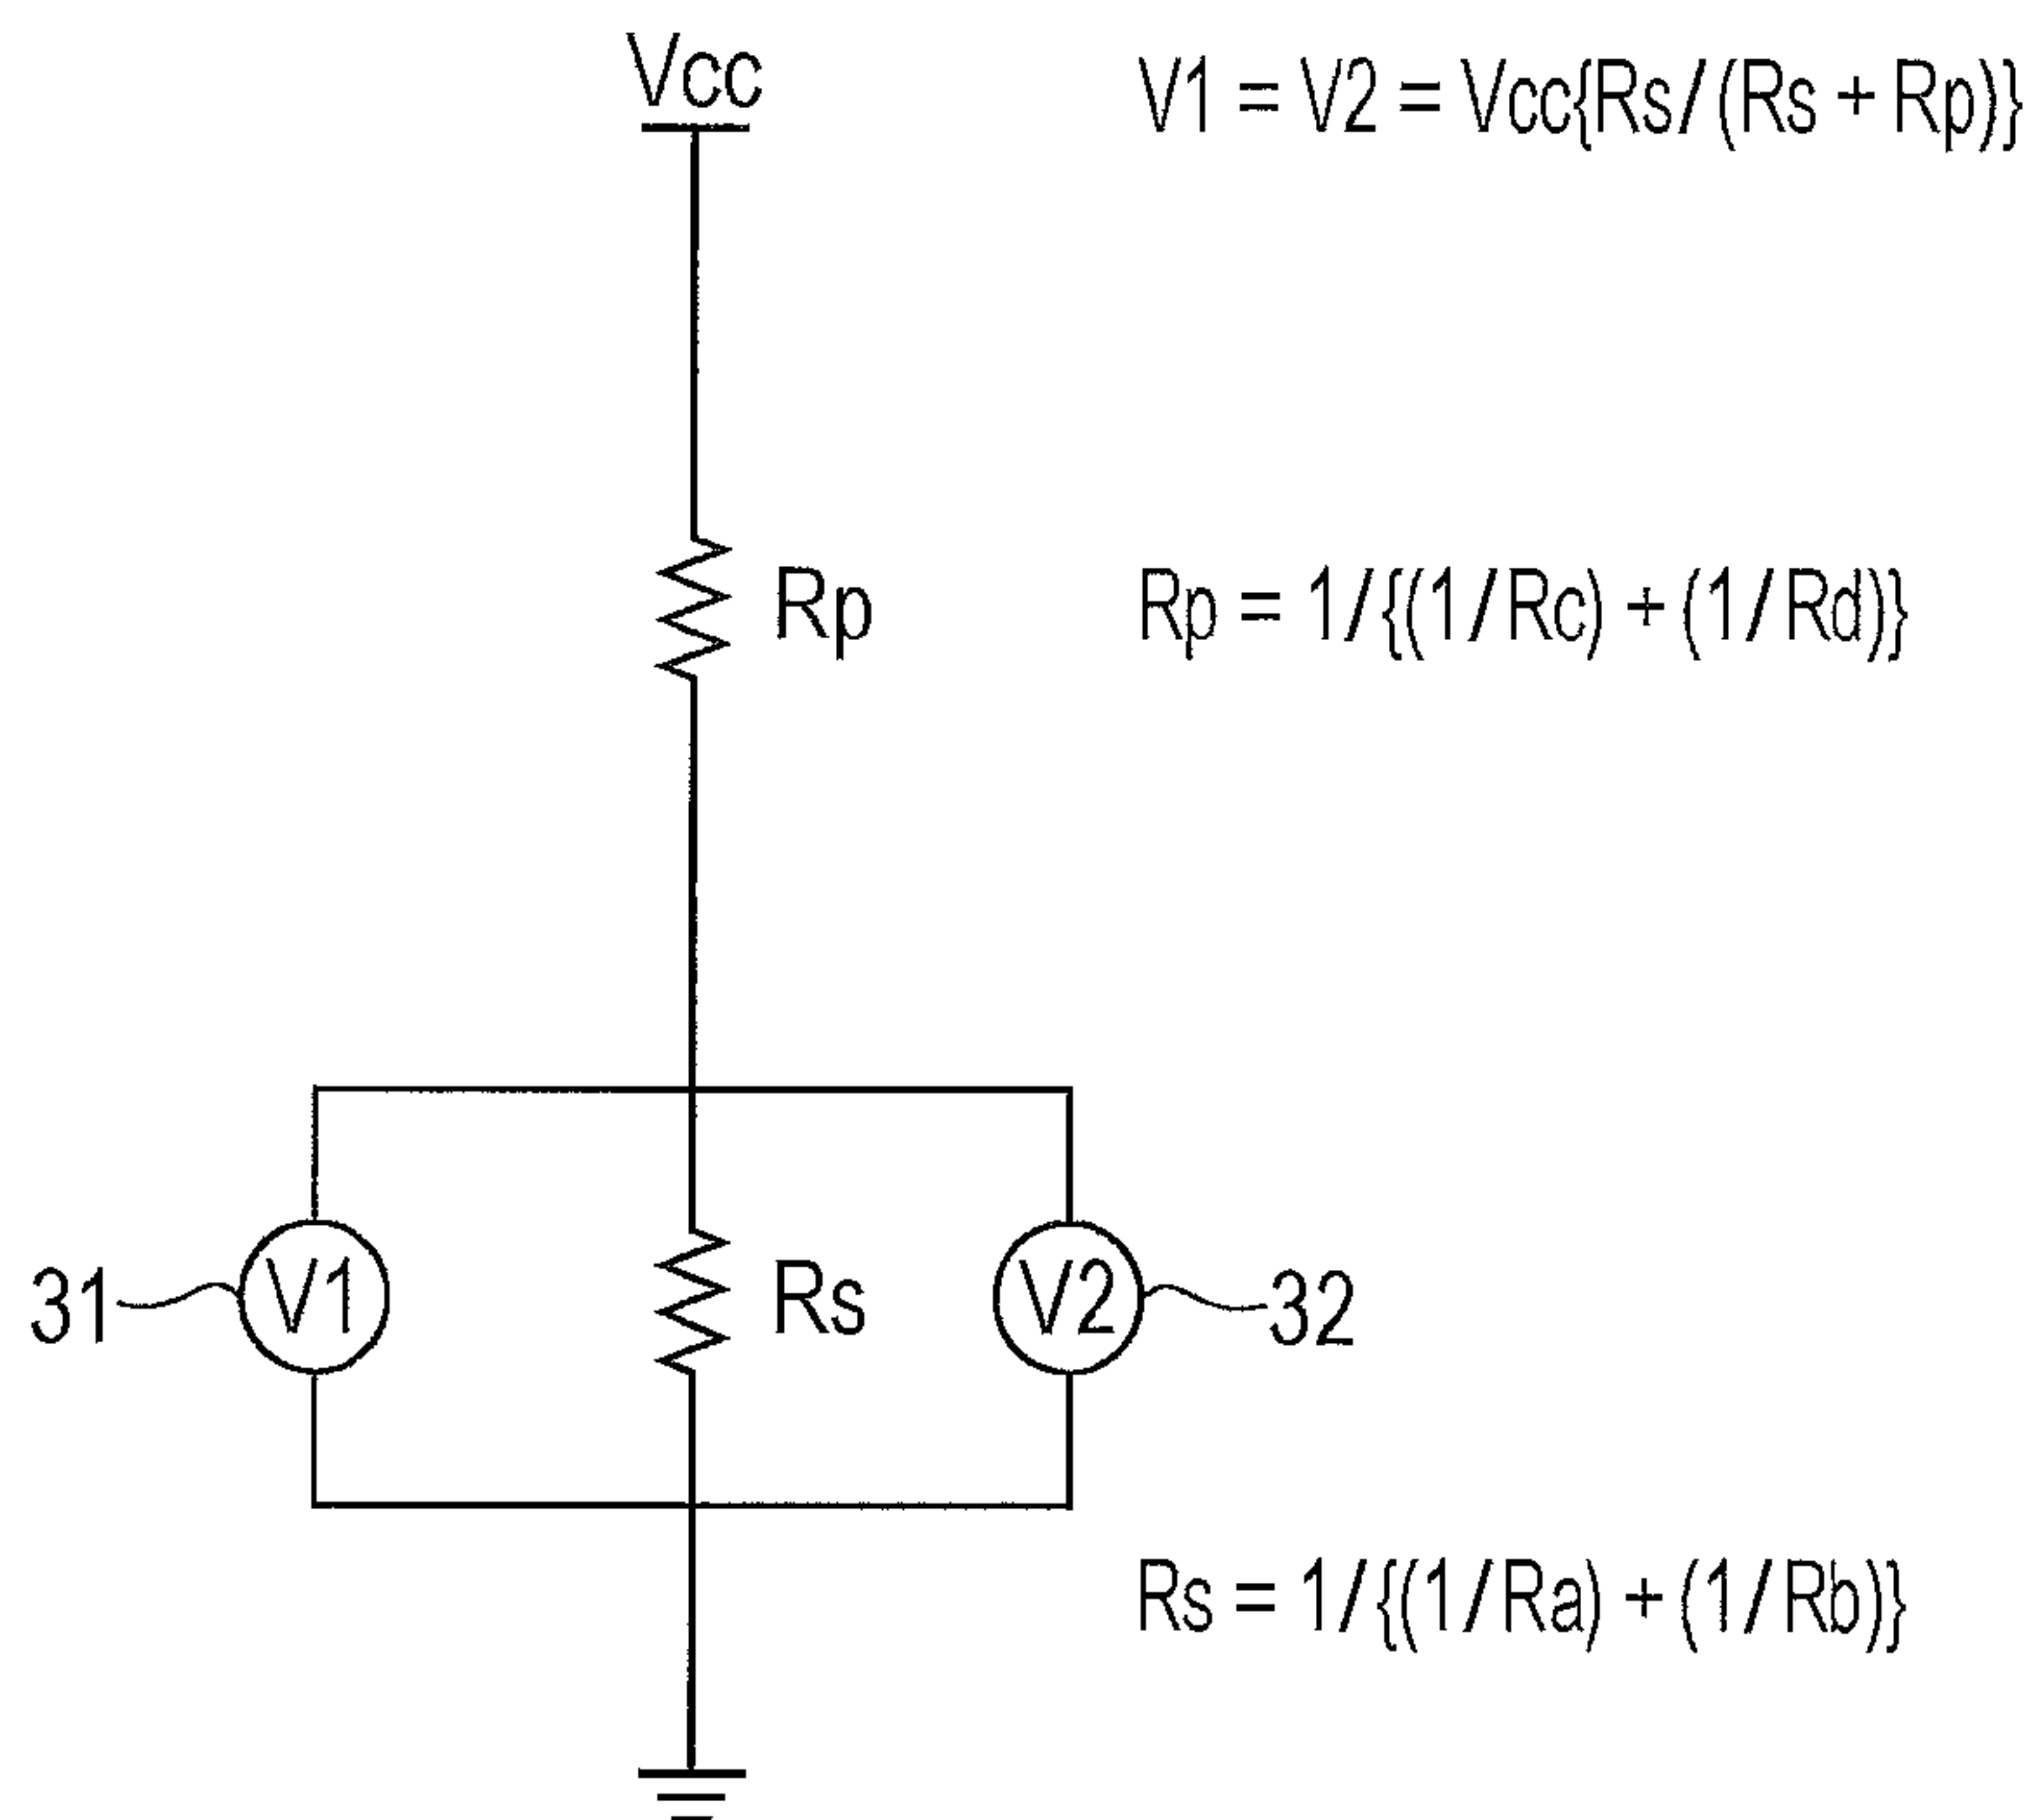 Vcc
V1 = V2 = Vcc{Rs/(Rs + Rp)}
Rp
Rp = 1/{(1/Rc) + (1/Rd)}
31
V1
Rs
V2
32
Rs = 1/{(1/Ra) + (1/Rb)}